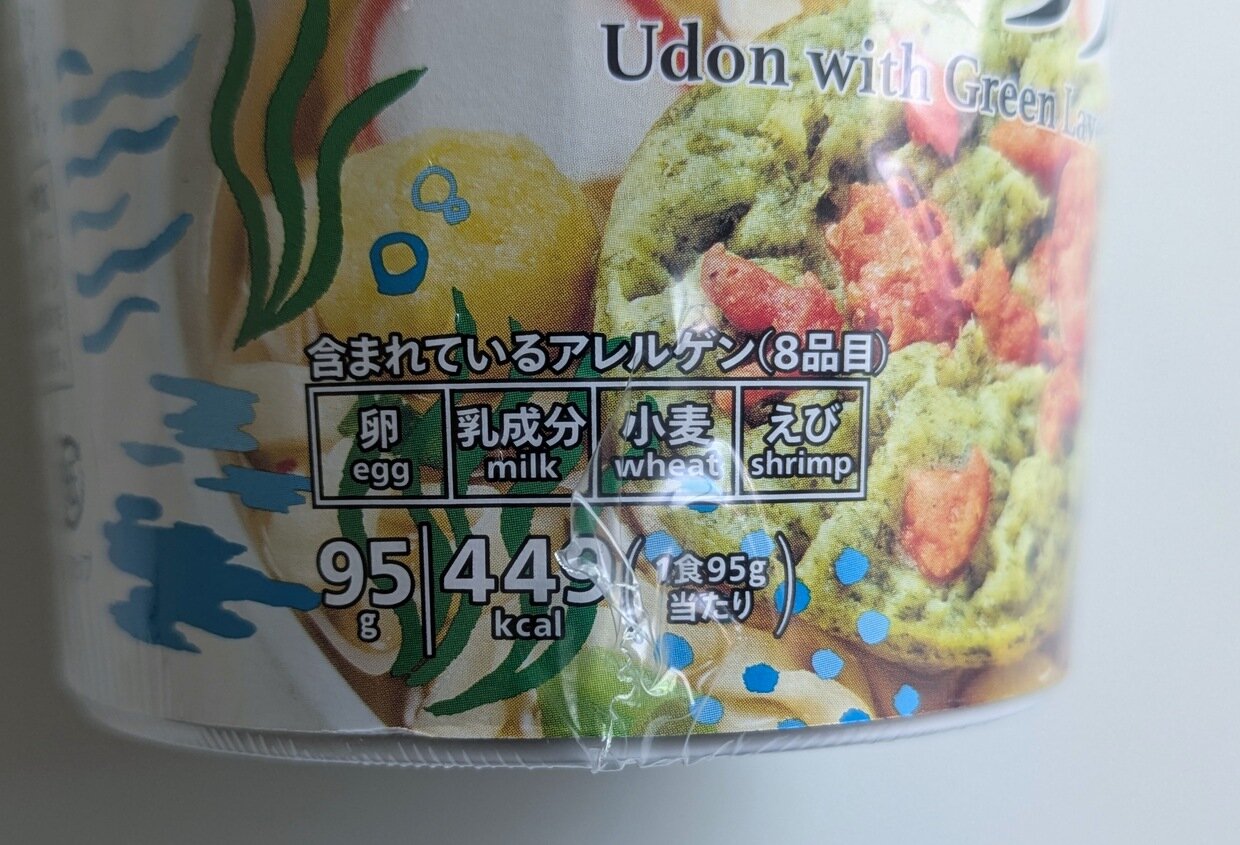 Udon with Green
含まれているアレルゲン(8品目)
卵 乳成分 小麦 えび
egg milk wheat shrimp
95 449 (1食95g
g kcal 当たり)